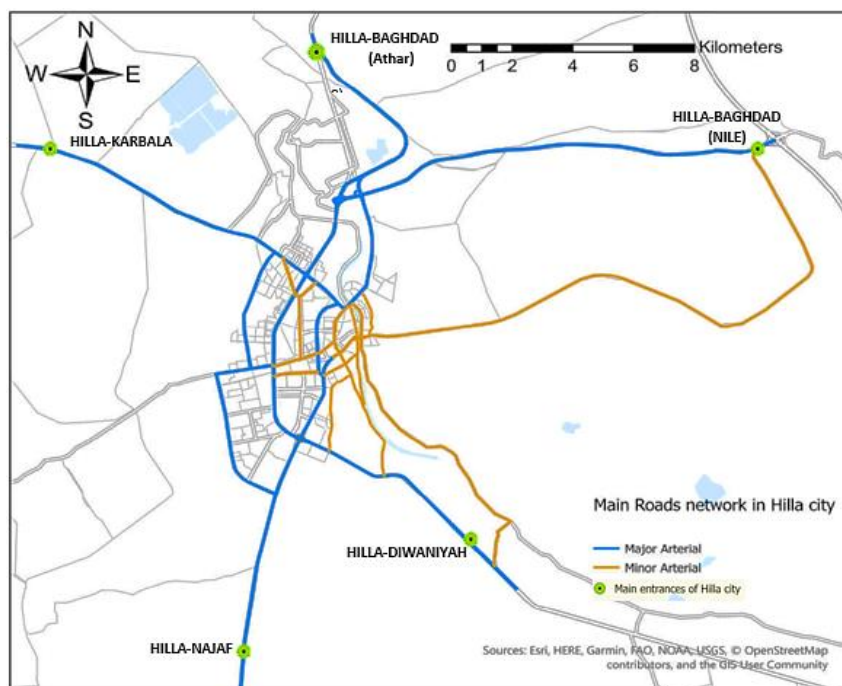 N
W E
S
HILLA-BAGHDAD
(Athar)
Kilometers
0 1 2 4 6 8
HILLA-BAGHDAD
(NILE)
HILLA-KARBALA
HILLA-DIWANIYAH
HILLA-NAJAF
Main Roads network in Hilla city
Major Arterial
Minor Arterial
Main entrances of Hilla city
Sources: Esri, HERE, Garmin, FAO, NOAA, USGS, © OpenStreetMap
contributors, and the GIS User Community